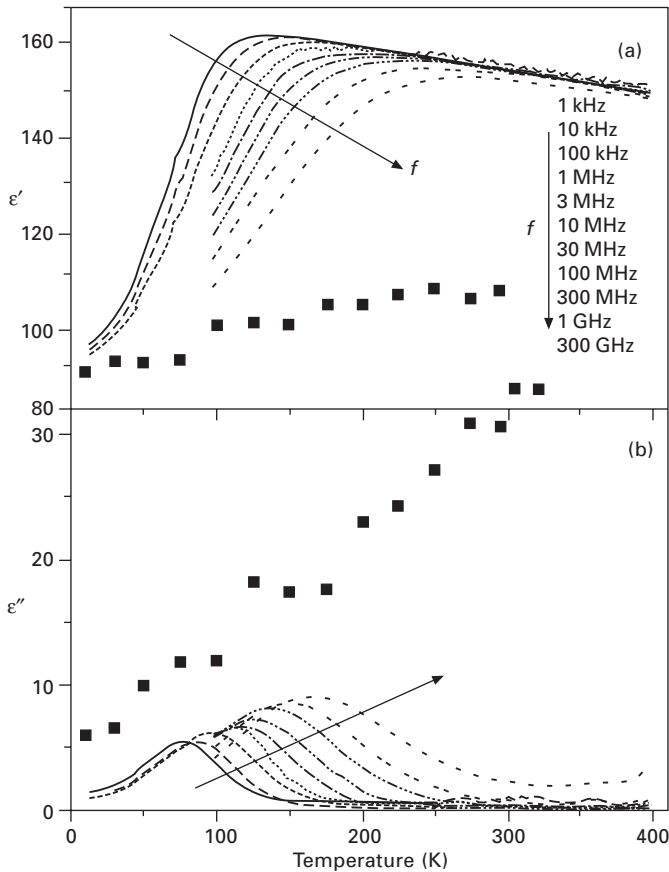 160
140
120
100
80
ε′
(a)
f
1 kHz
10 kHz
100 kHz
1 MHz
3 MHz
10 MHz
30 MHz
100 MHz
300 MHz
1 GHz
300 GHz
f
30
20
10
0
ε″
(b)
0 100 200 300 400
Temperature (K)